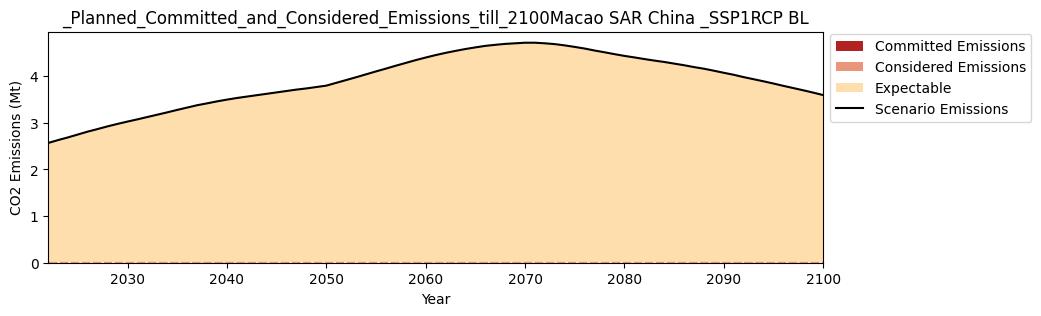 _Planned_Committed_and_Considered_Emissions_till_2100Macao SAR China _SSP1RCP BL
Committed Emissions
Considered Emissions
Expectable
Scenario Emissions
CO2 Emissions (Mt)
4
3
2
1
0
2030 2040 2050 2060 2070 2080 2090 2100
Year